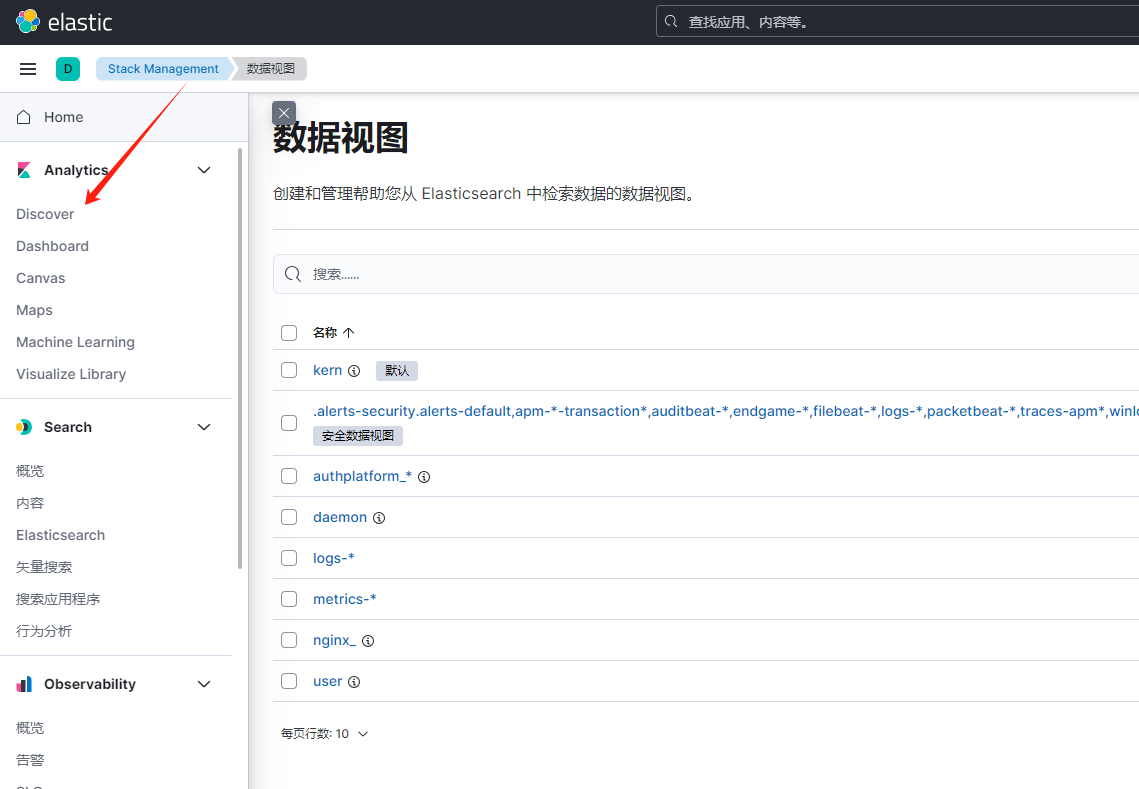 elastic
查找应用、内容等。
D
Stack Management
数据视图
Home
Analytics
Discover
Dashboard
Canvas
Maps
Machine Learning
Visualize Library
Search
概览
内容
Elasticsearch
矢量搜索
搜索应用程序
行为分析
Observability
概览
告警
数据视图
创建和管理帮助您从 Elasticsearch 中检索数据的数据视图。
搜索......
名称
kern
默认
.alerts-security.alerts-default,apm-*-transaction*,auditbeat-*,endgame-*,filebeat-*,logs-*,packetbeat-*,traces-apm*,
安全数据视图
authplatform_*
daemon
logs-*
metrics-*
nginx_
user
每页行数: 10